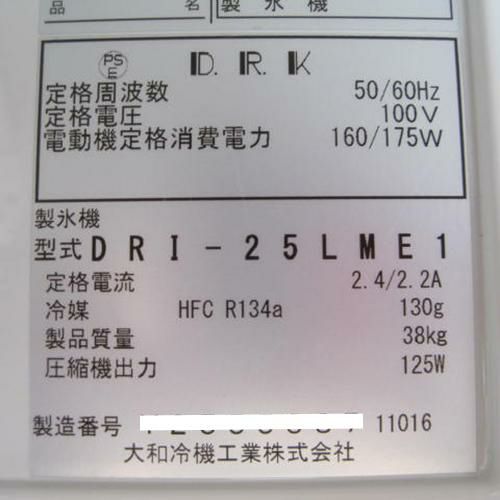 品 名 製氷機
PS
E
D.R.K
定格周波数 50/60Hz
定格電圧 100V
電動機定格消費電力 160/175W
製氷機
型式 DRI-25LME1
定格電流 2.4/2.2A
冷媒 HFC R134a 130g
製品質量 38kg
圧縮機出力 125W
製造番号 11016
大和冷機工業株式会社